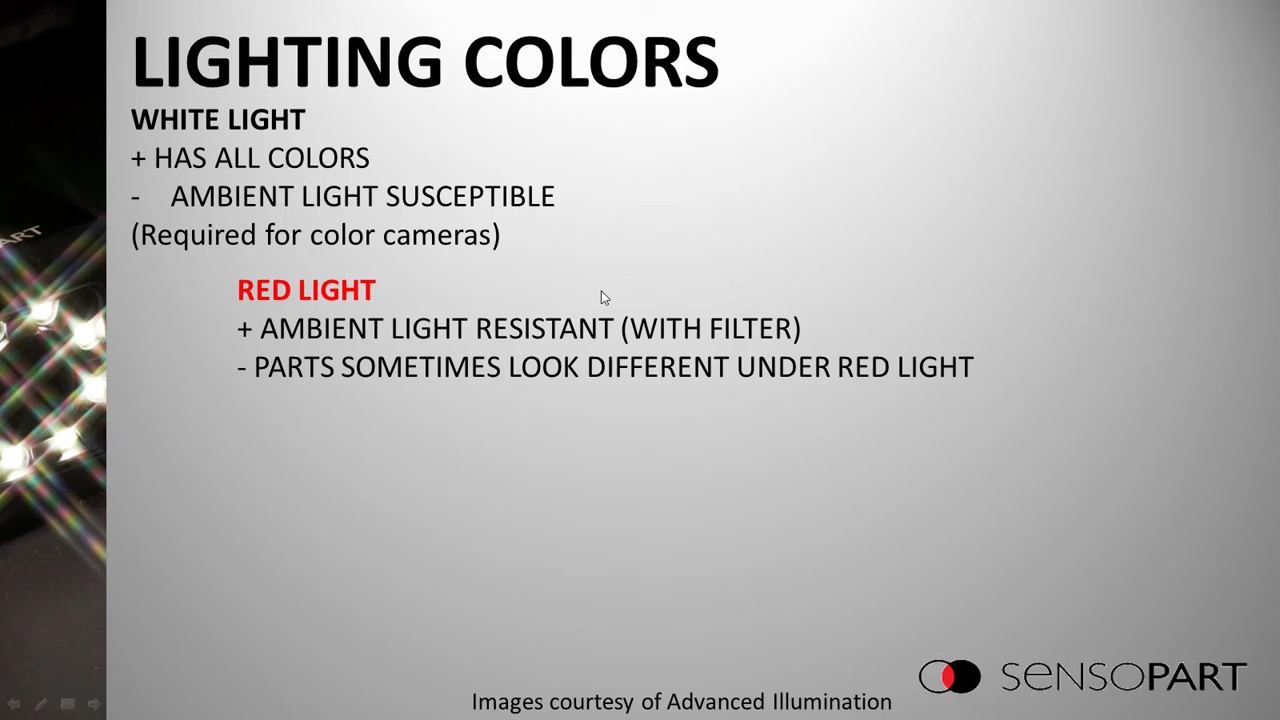 LIGHTING COLORS
WHITE LIGHT
+ HAS ALL COLORS
- AMBIENT LIGHT SUSCEPTIBLE
(Required for color cameras)
RED LIGHT
+ AMBIENT LIGHT RESISTANT (WITH FILTER)
- PARTS SOMETIMES LOOK DIFFERENT UNDER RED LIGHT
ART
SENSOPART
Images courtesy of Advanced Illumination